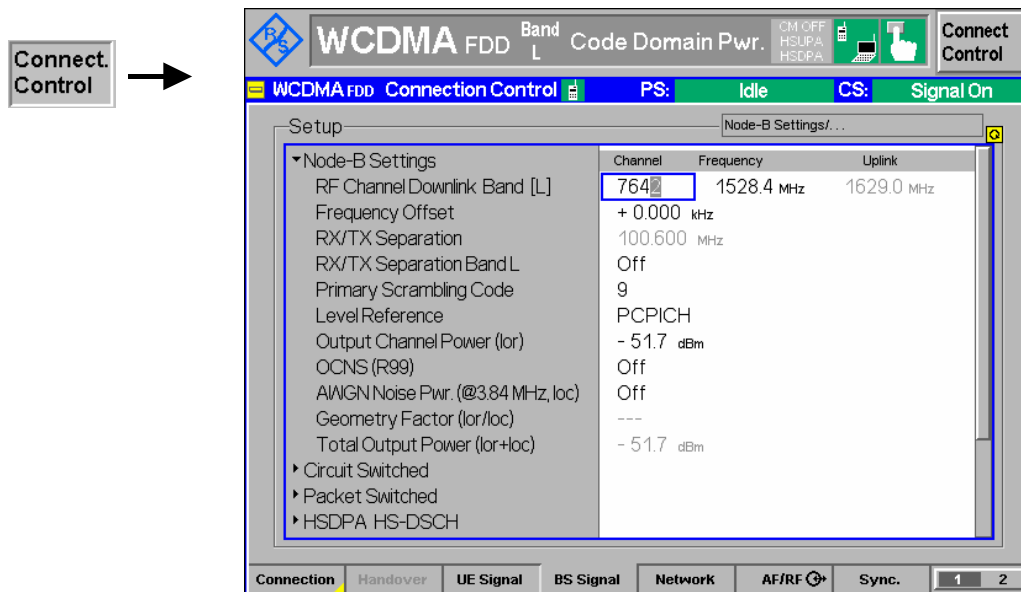 Connect.
Control
R&S
WCDMA FDD Band L Code Domain Pwr.
CM OFF
HSUPA
HSDPA
Connect
Control
WCDMA FDD Connection Control PS: Idle CS: Signal On
Setup Node-B Settings/...
Node-B Settings Channel Frequency Uplink
RF Channel Downlink Band [L] 7642 1528.4 MHz 1629.0 MHz
Frequency Offset + 0.000 kHz
RX/TX Separation 100.600 MHz
RX/TX Separation Band L Off
Primary Scrambling Code 9
Level Reference PCPICH
Output Channel Power (Ior) - 51.7 dBm
OCNS (R99) Off
AWGN Noise Pwr. (@3.84 MHz, Ioc) Off
Geometry Factor (Ior/Ioc) ---
Total Output Power (Ior+Ioc) - 51.7 dBm
Circuit Switched
Packet Switched
HSDPA HS-DSCH
Connection Handover UE Signal BS Signal Network AF/RF Sync. 1 2